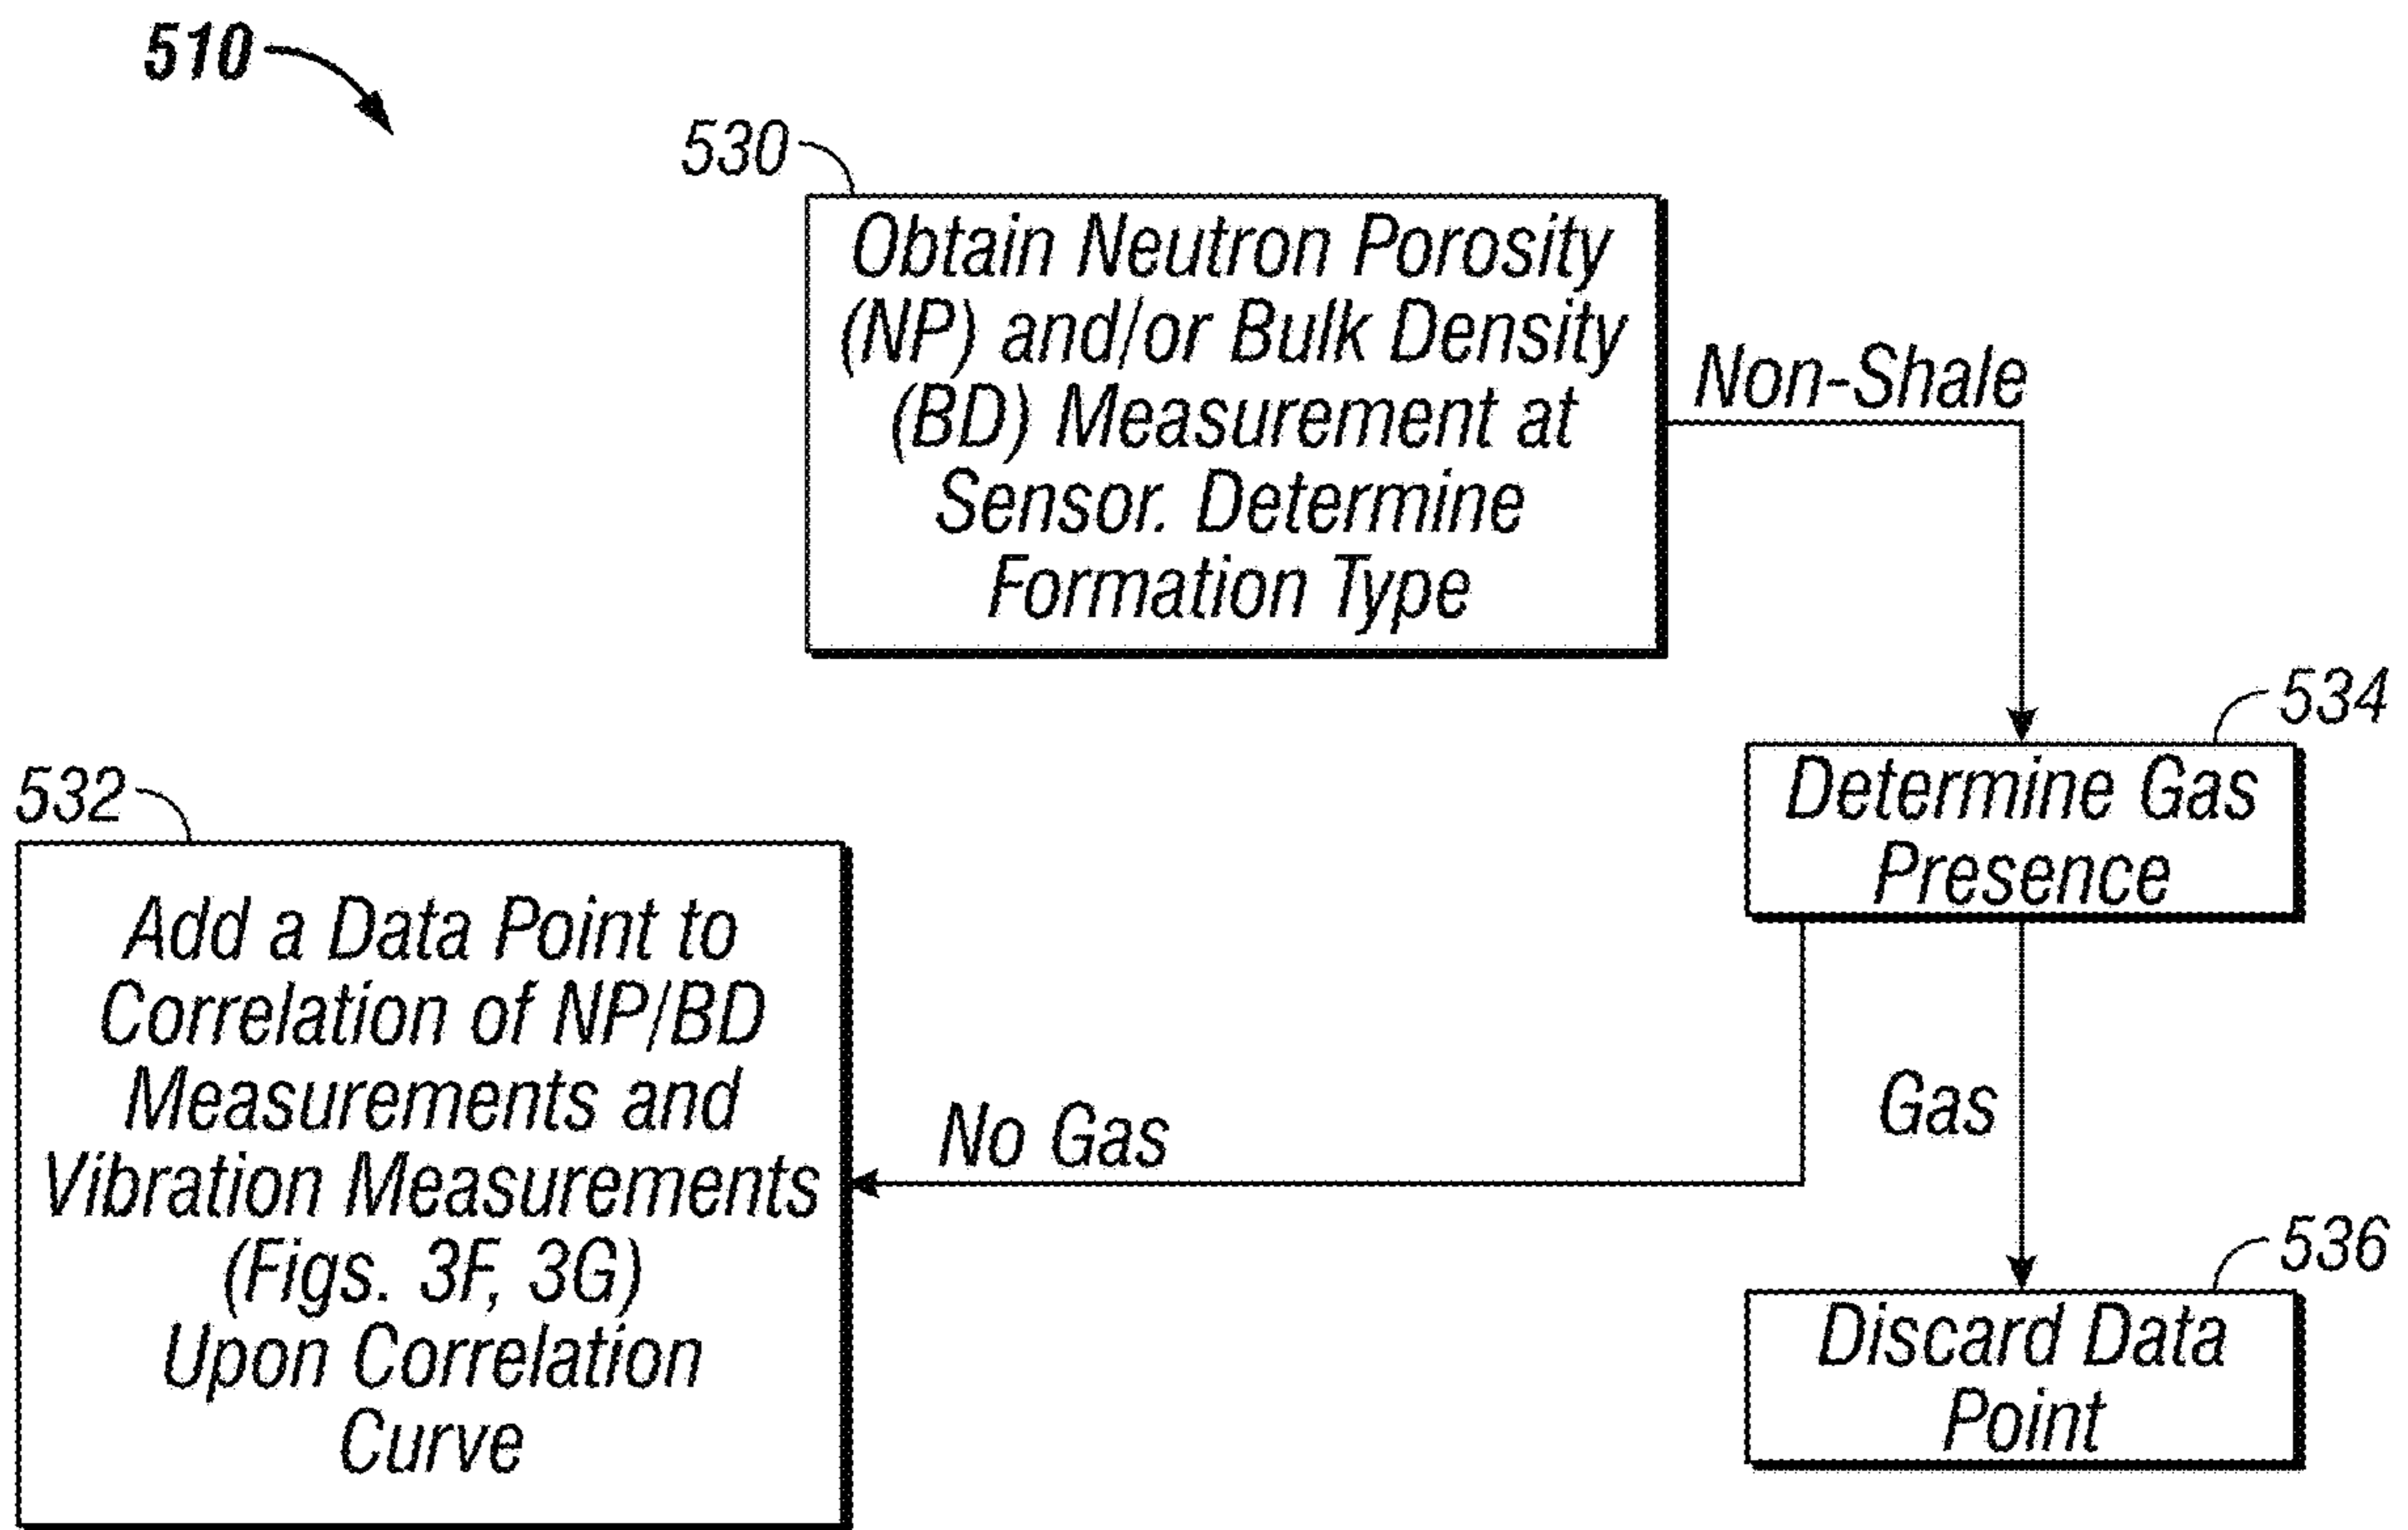 510
530
Obtain Neutron Porosity
(NP) and/or Bulk Density
(BD) Measurement at
Sensor. Determine
Formation Type
Non-Shale
534
Determine Gas
Presence
532
Add a Data Point to
Correlation of NP/BD
Measurements and
Vibration Measurements
(Figs. 3F, 3G)
Upon Correlation
Curve
No Gas
Gas
536
Discard Data
Point